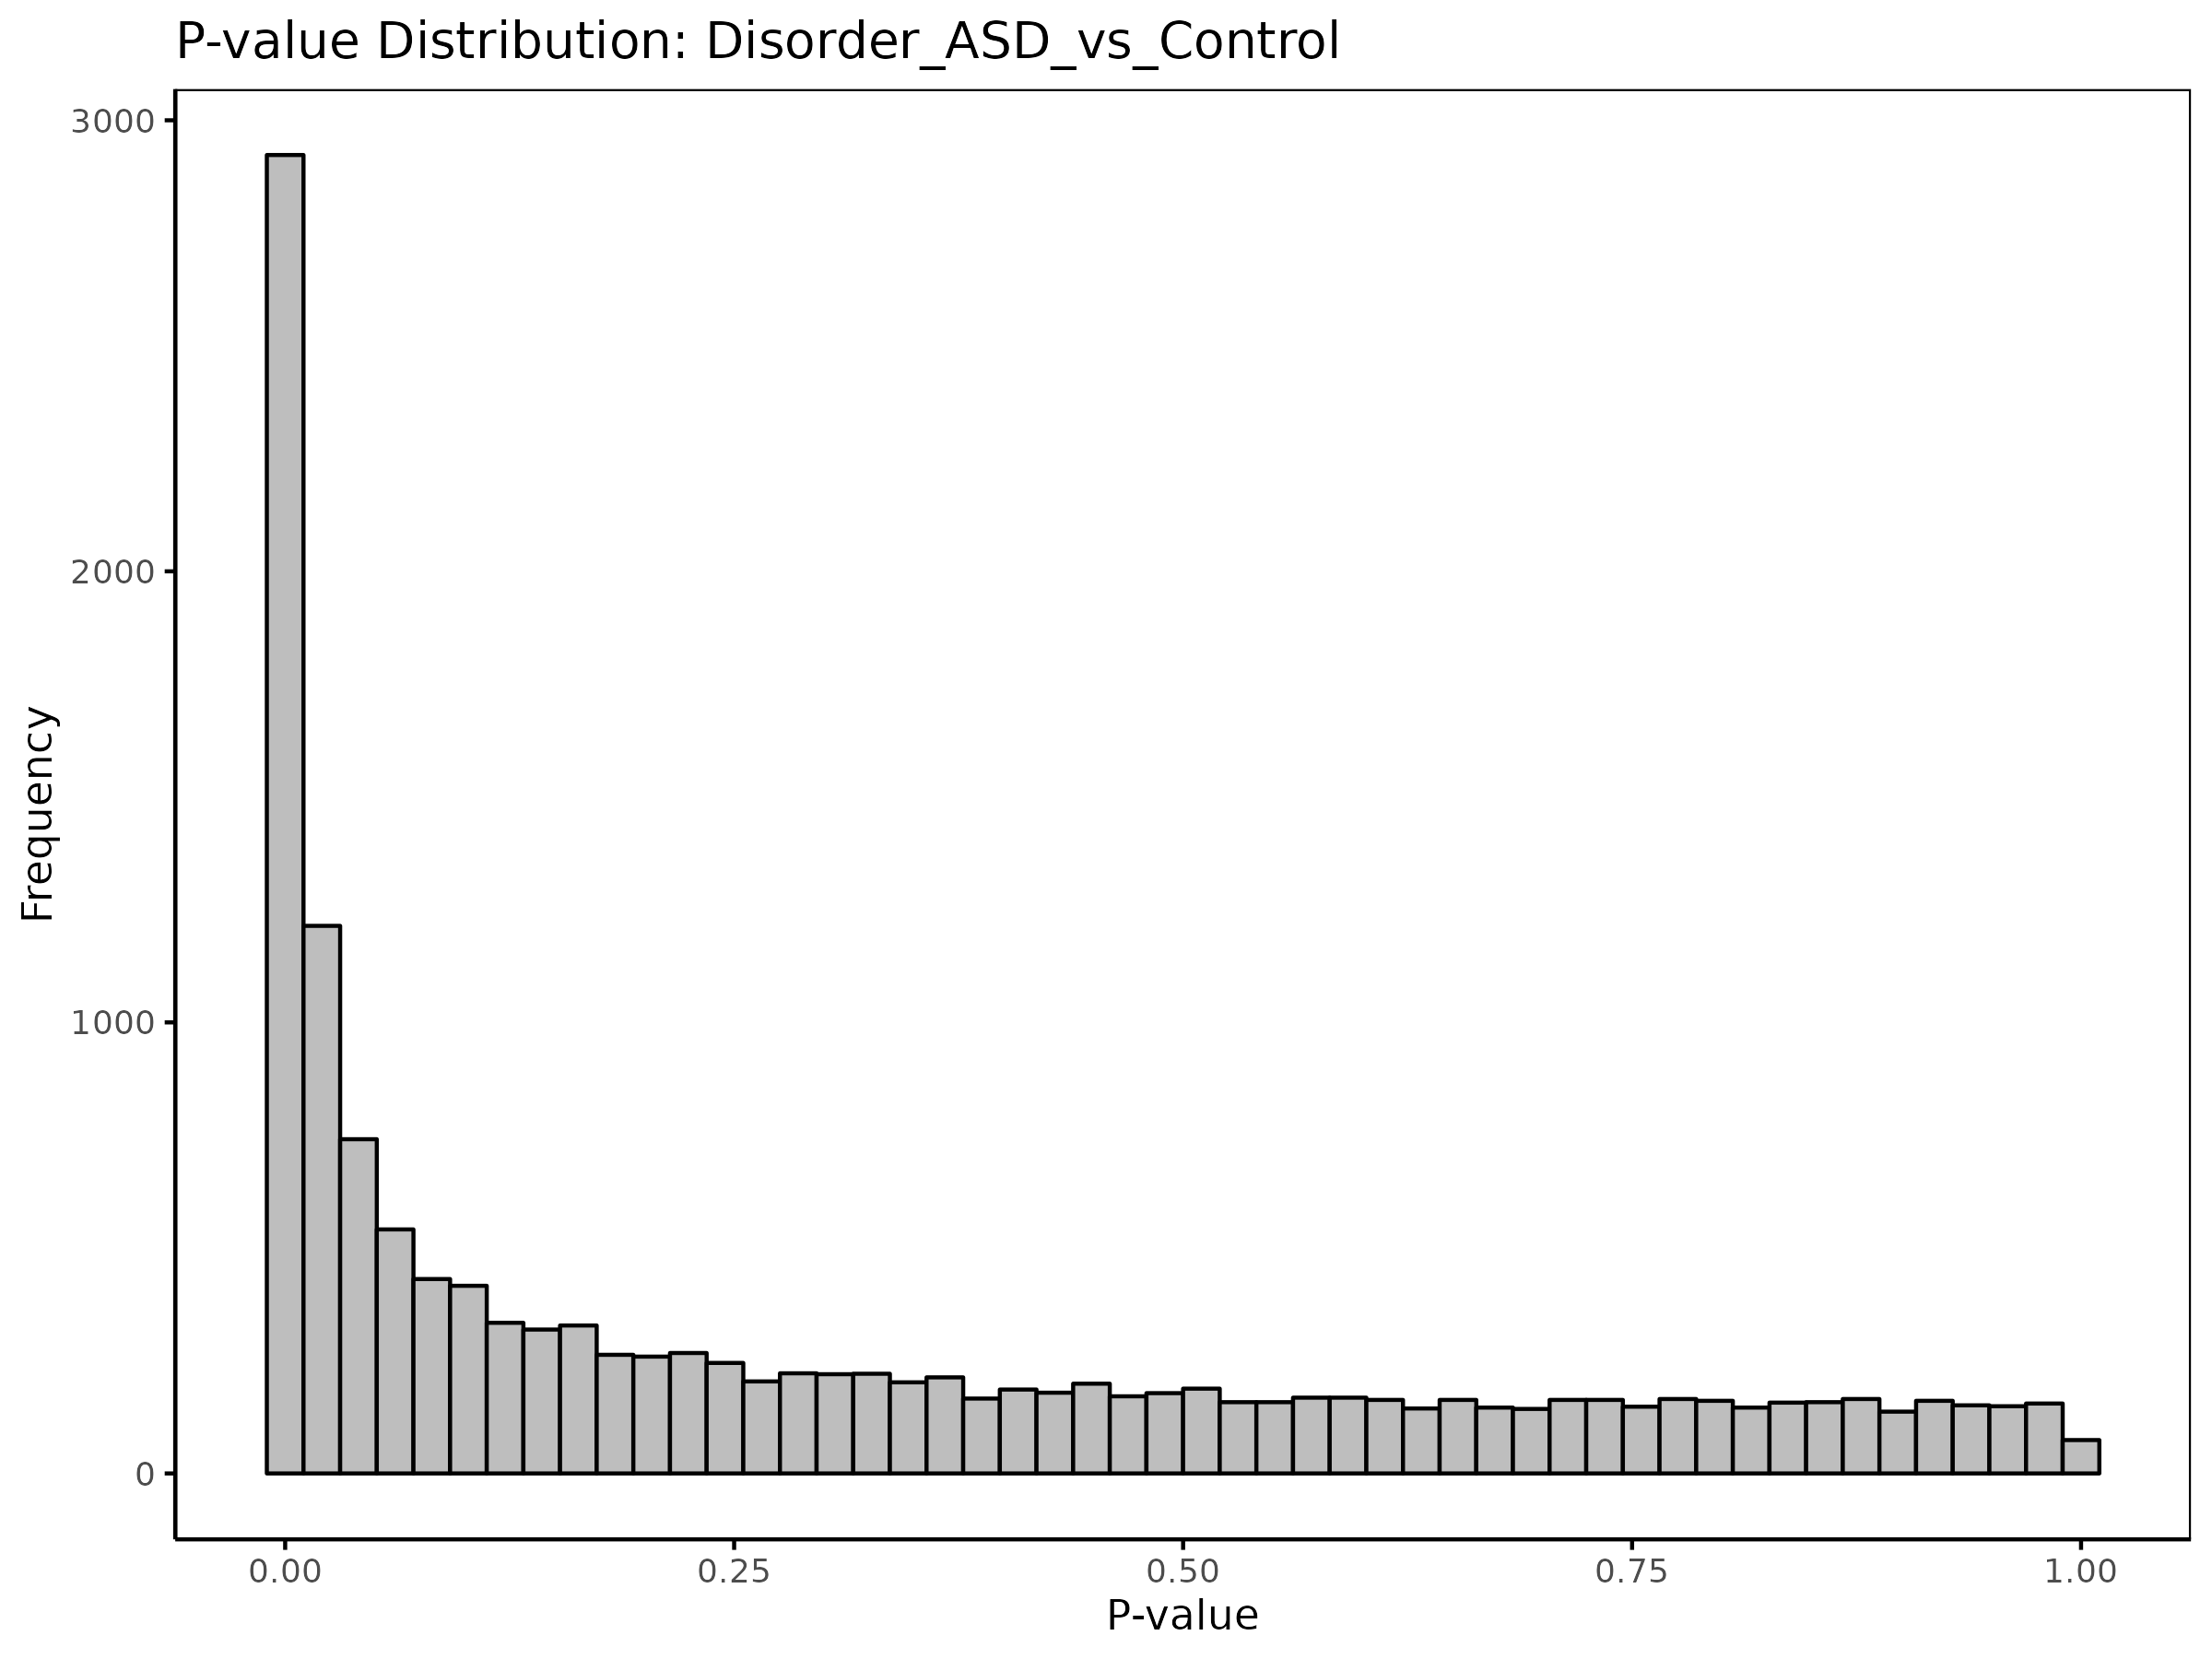 P-value Distribution: Disorder_ASD_vs_Control
3000
2000
1000
0
Frequency
0.00 0.25 0.50 0.75 1.00
P-value